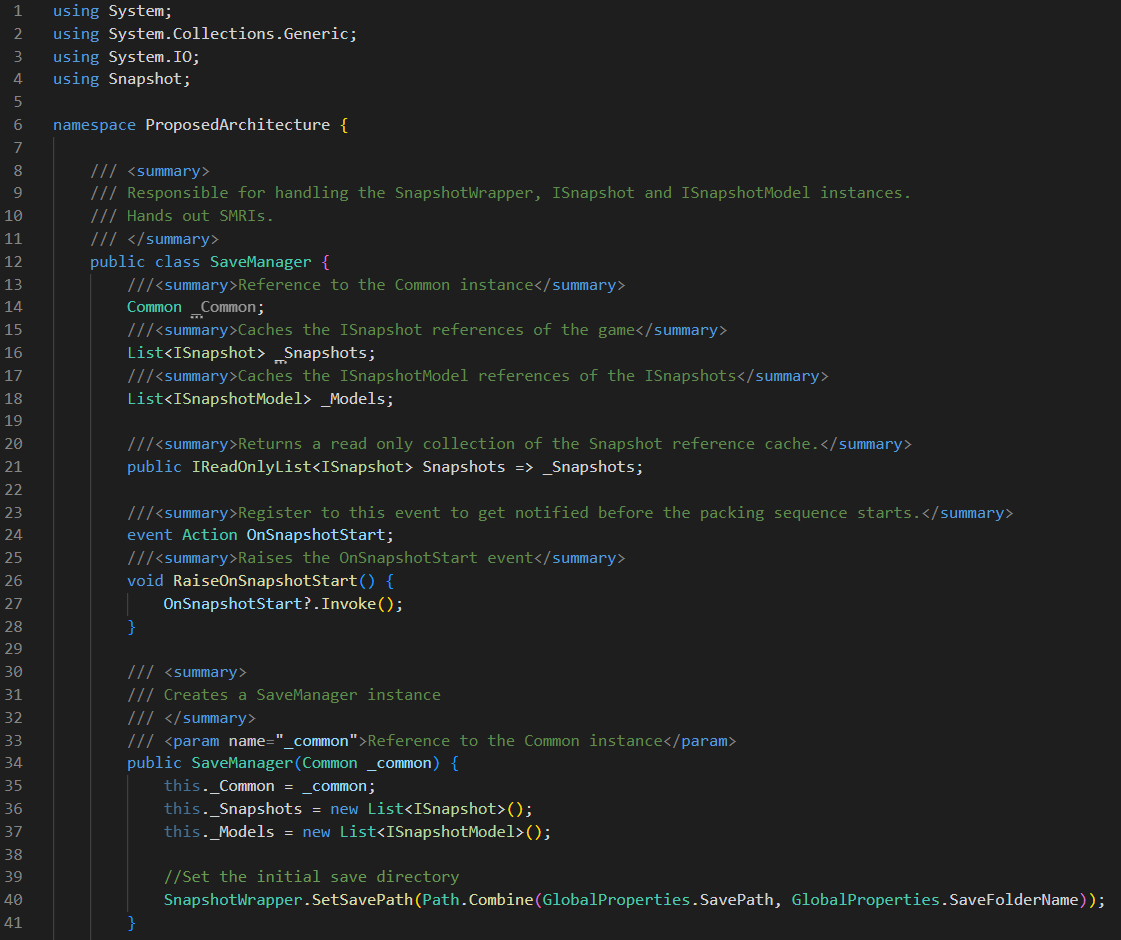 1 using System;
2 using System.Collections.Generic;
3 using System.IO;
4 using Snapshot;
5
6 namespace ProposedArchitecture {
7
8 /// <summary>
9 /// Responsible for handling the SnapshotWrapper, ISnapshot and ISnapshotModel instances.
10 /// Hands out SMRIs.
11 /// </summary>
12 public class SaveManager {
13 ///<summary>Reference to the Common instance</summary>
14 Common _Common;
15 ///<summary>Caches the ISnapshot references of the game</summary>
16 List<ISnapshot> _Snapshots;
17 ///<summary>Caches the ISnapshotModel references of the ISnapshots</summary>
18 List<ISnapshotModel> _Models;
19
20 ///<summary>Returns a read only collection of the Snapshot reference cache.</summary>
21 public IReadOnlyList<ISnapshot> Snapshots => _Snapshots;
22
23 ///<summary>Register to this event to get notified before the packing sequence starts.</summary>
24 event Action OnSnapshotStart;
25 ///<summary>Raises the OnSnapshotStart event</summary>
26 void RaiseOnSnapshotStart() {
27 OnSnapshotStart?.Invoke();
28 }
29
30 /// <summary>
31 /// Creates a SaveManager instance
32 /// </summary>
33 /// <param name="_common">Reference to the Common instance</param>
34 public SaveManager(Common _common) {
35 this._Common = _common;
36 this._Snapshots = new List<ISnapshot>();
37 this._Models = new List<ISnapshotModel>();
38
39 //Set the initial save directory
40 SnapshotWrapper.SetSavePath(Path.Combine(GlobalProperties.SavePath, GlobalProperties.SaveFolderName));
41 }